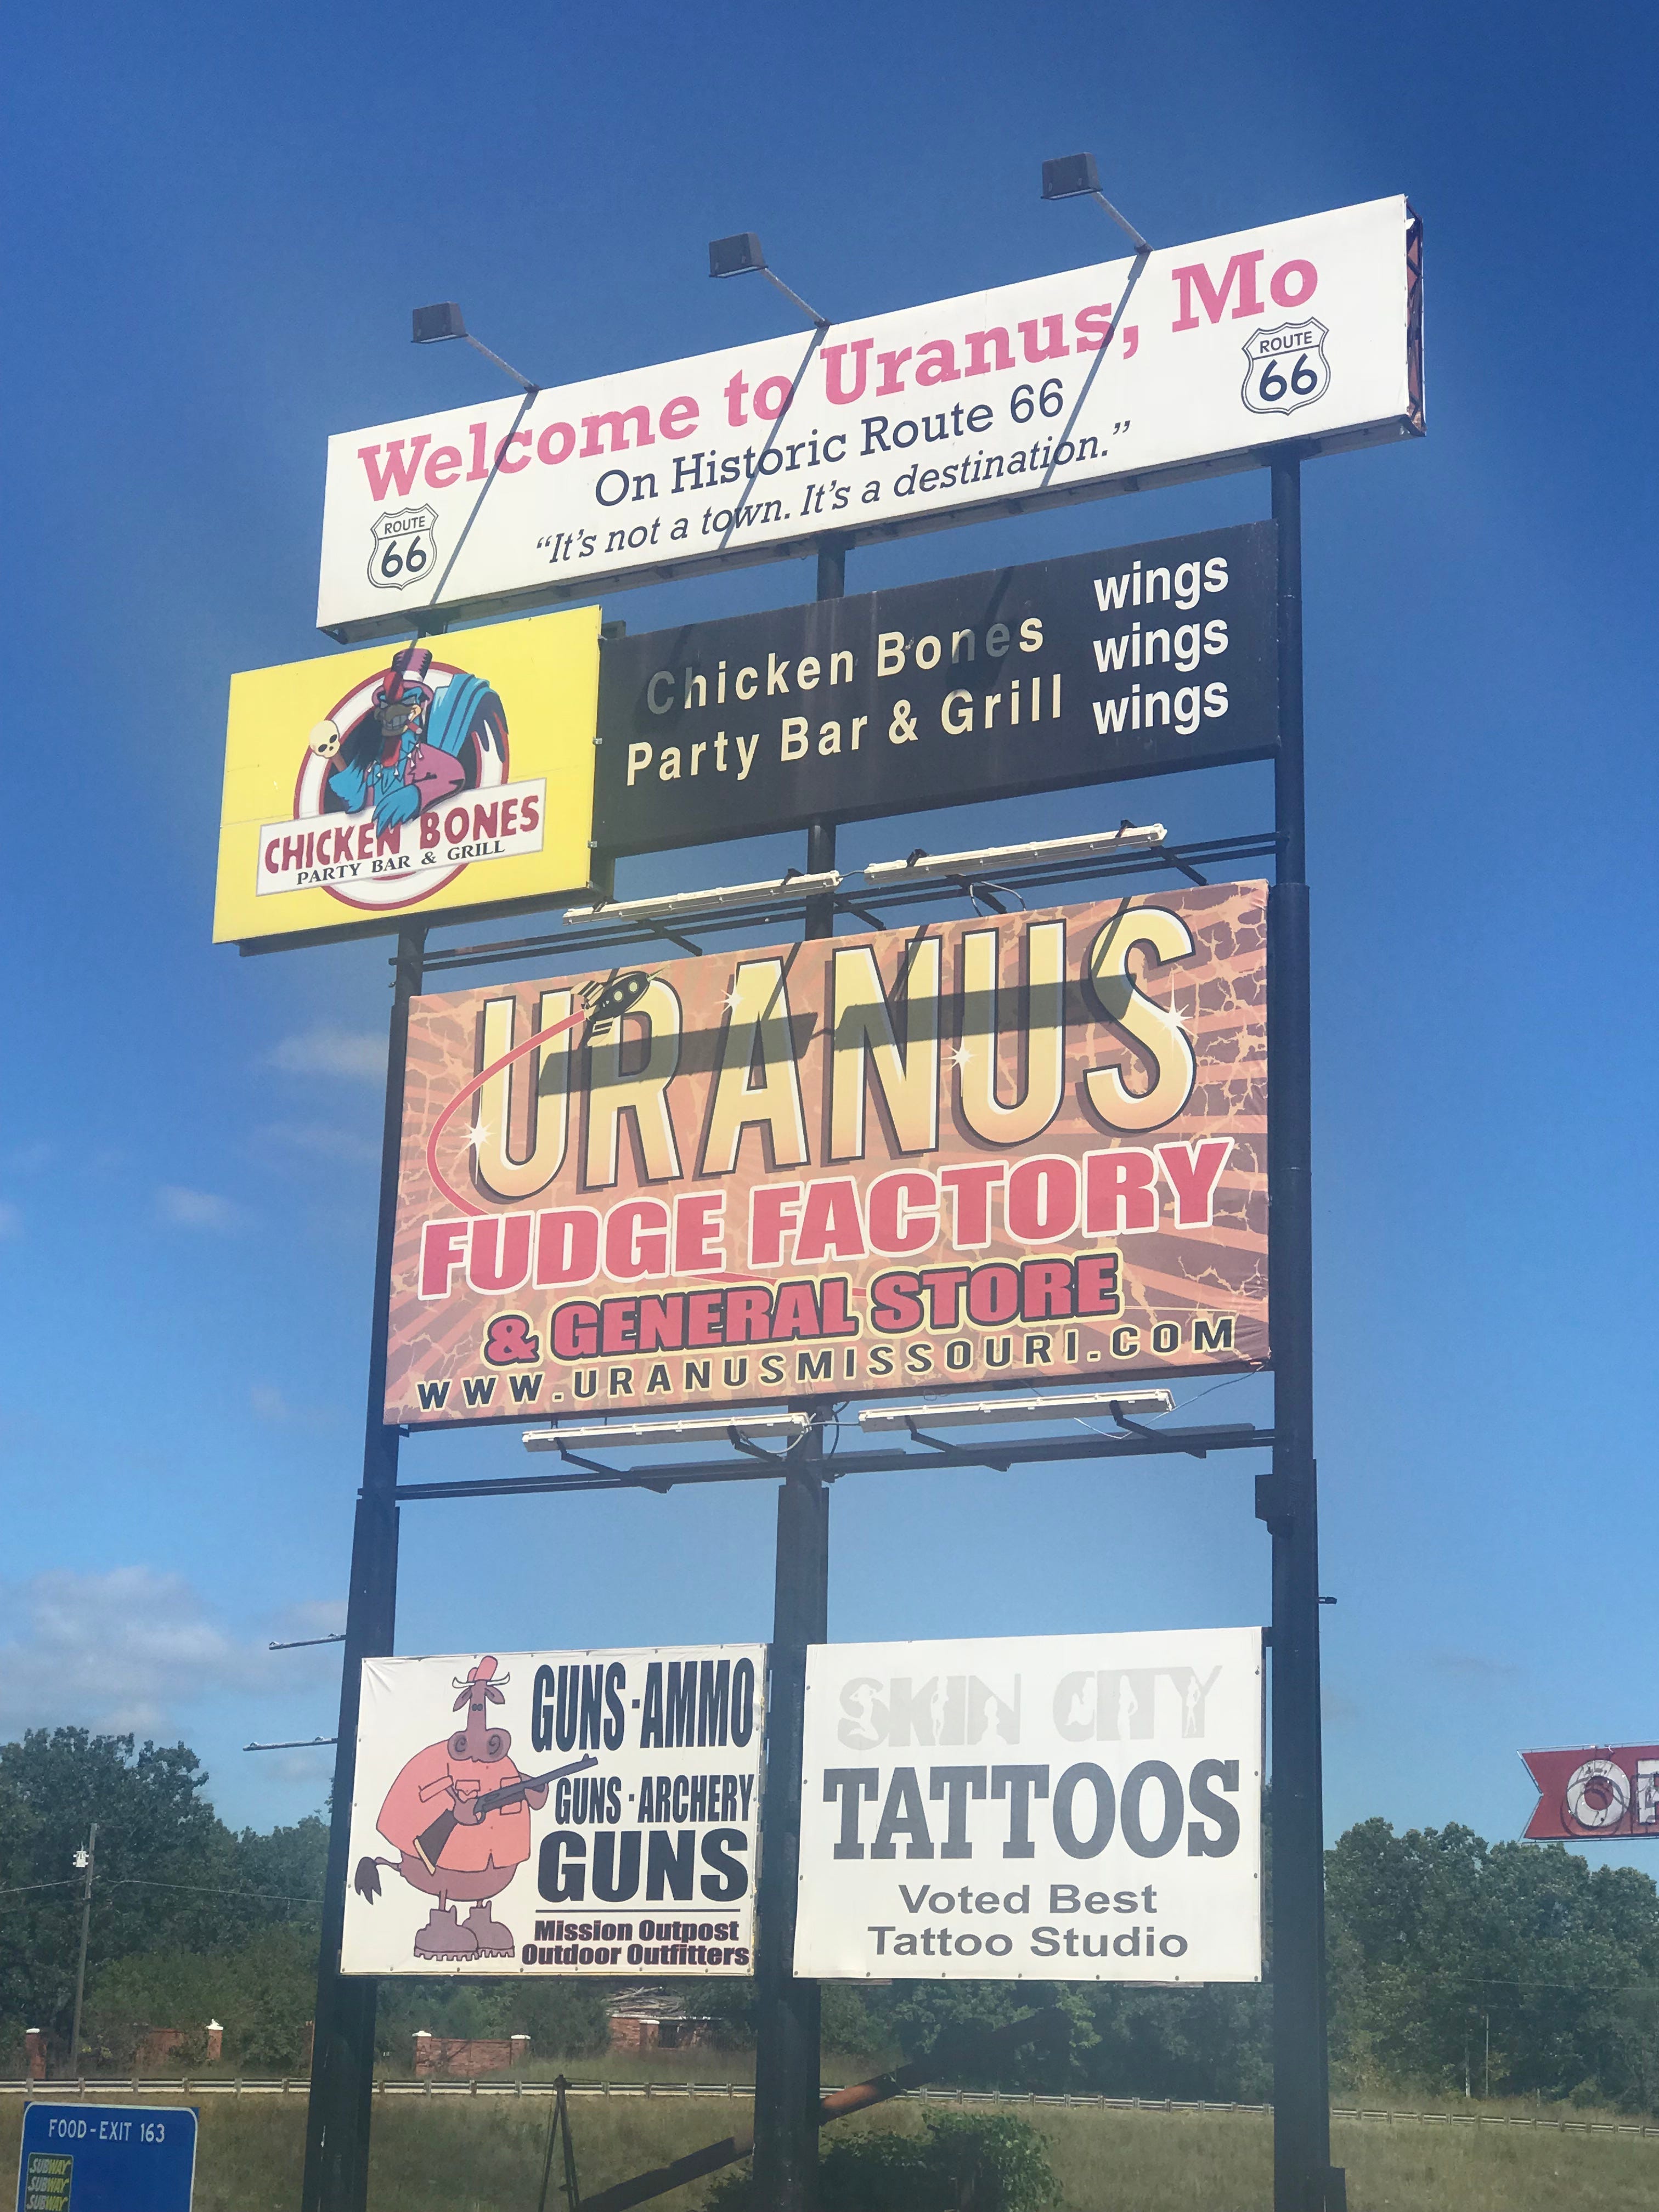 Welcome to Uranus, Mo
On Historic Route 66
"It's not a town. It's a destination."
ROUTE
66
ROUTE
66
CHICKEN BONES
PARTY BAR & GRILL
Chicken Bones
Party Bar & Grill
wings
wings
wings
URANUS
FUDGE FACTORY
& GENERAL STORE
WWW.URANUSMISSOURI.COM
GUNS-AMMO
GUNS-ARCHERY
GUNS
Mission Outpost
Outdoor Outfitters
SKIN CITY
TATTOOS
Voted Best
Tattoo Studio
FOOD-EXIT 163
SUBWAY
SUBWAY
SUBWAY